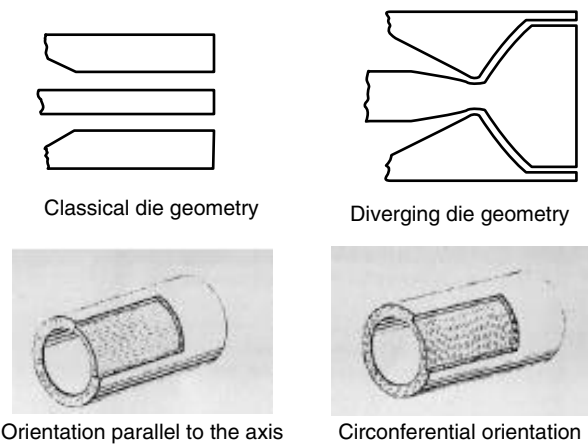 Classical die geometry
Diverging die geometry
Orientation parallel to the axis
Circonferential orientation